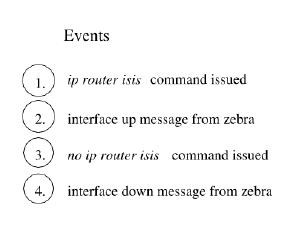 Events
1. ip router isis command issued
2. interface up message from zebra
3. no ip router isis command issued
4. interface down message from zebra